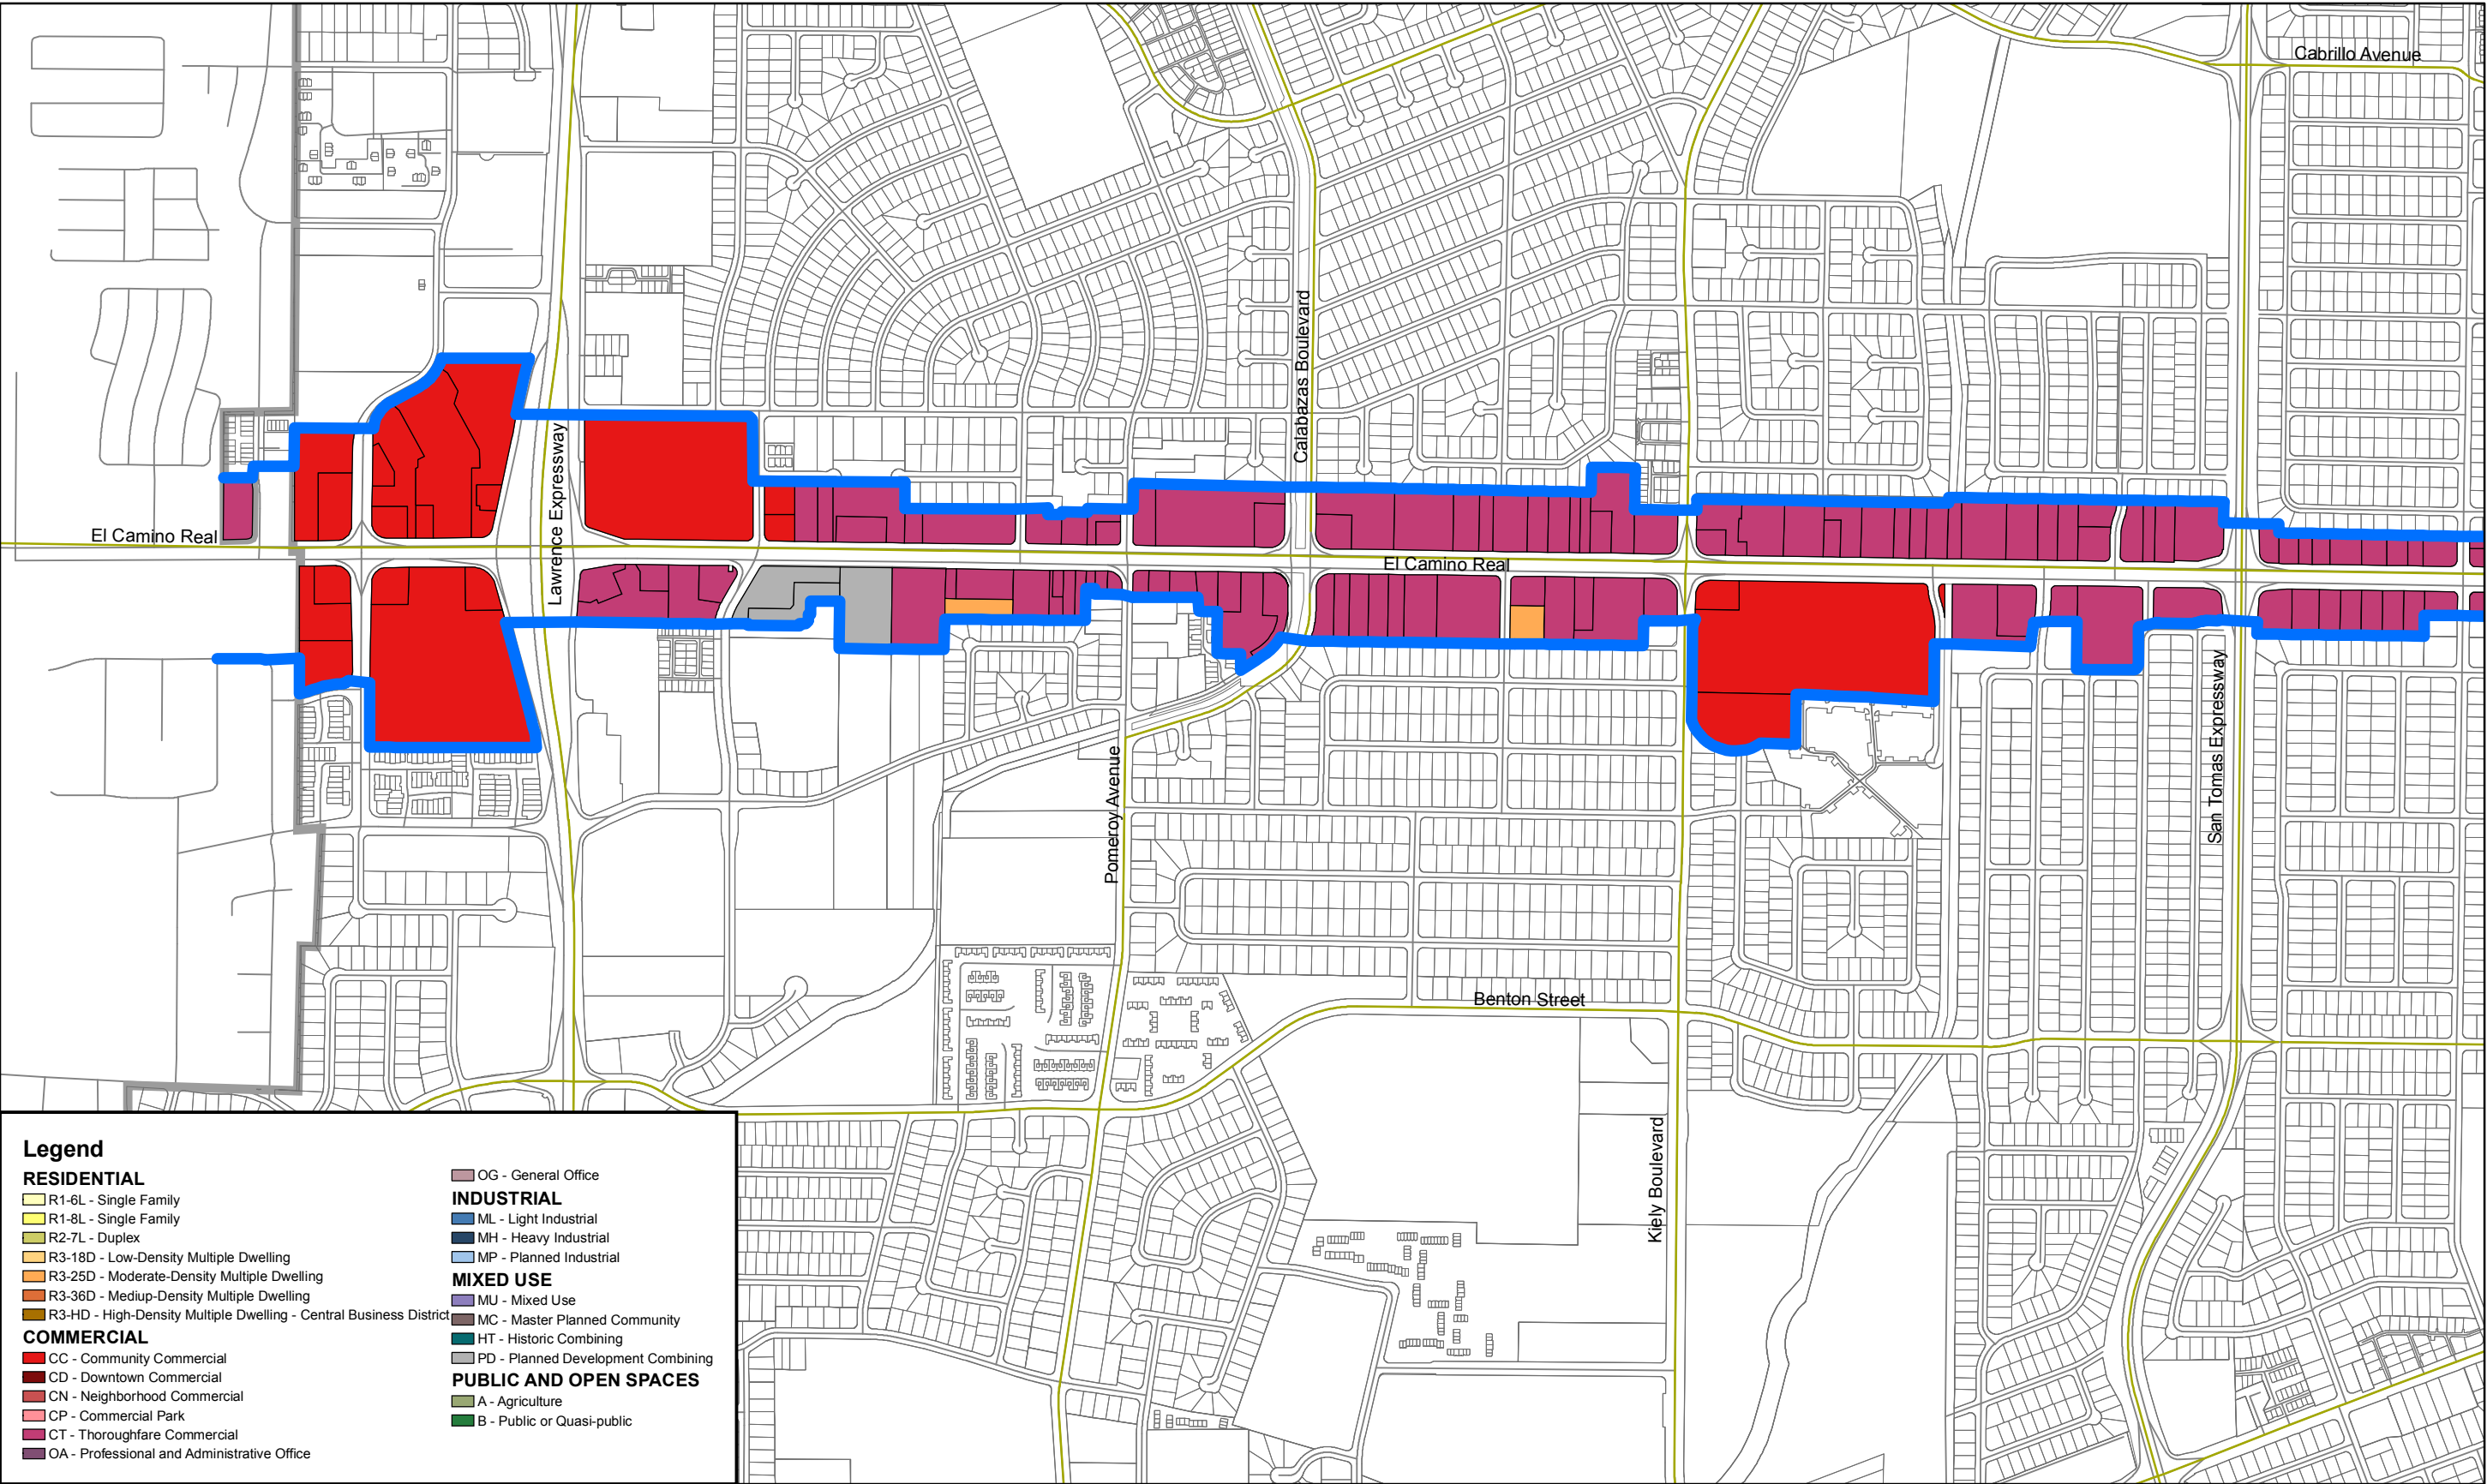 Cabrillo Avenue
Calabazas Boulevard
Lawrence Expressway
El Camino Real
El Camino Real
San Tomas Expressway
Pomeroy Avenue
Benton Street
Kiely Boulevard
Legend
RESIDENTIAL
R1-6L - Single Family
R1-8L - Single Family
R2-7L - Duplex
R3-18D - Low-Density Multiple Dwelling
R3-25D - Moderate-Density Multiple Dwelling
R3-36D - Mediup-Density Multiple Dwelling
R3-HD - High-Density Multiple Dwelling - Central Business District
COMMERCIAL
CC - Community Commercial
CD - Downtown Commercial
CN - Neighborhood Commercial
CP - Commercial Park
CT - Thoroughfare Commercial
OA - Professional and Administrative Office
OG - General Office
INDUSTRIAL
ML - Light Industrial
MH - Heavy Industrial
MP - Planned Industrial
MIXED USE
MU - Mixed Use
MC - Master Planned Community
HT - Historic Combining
PD - Planned Development Combining
PUBLIC AND OPEN SPACES
A - Agriculture
B - Public or Quasi-public